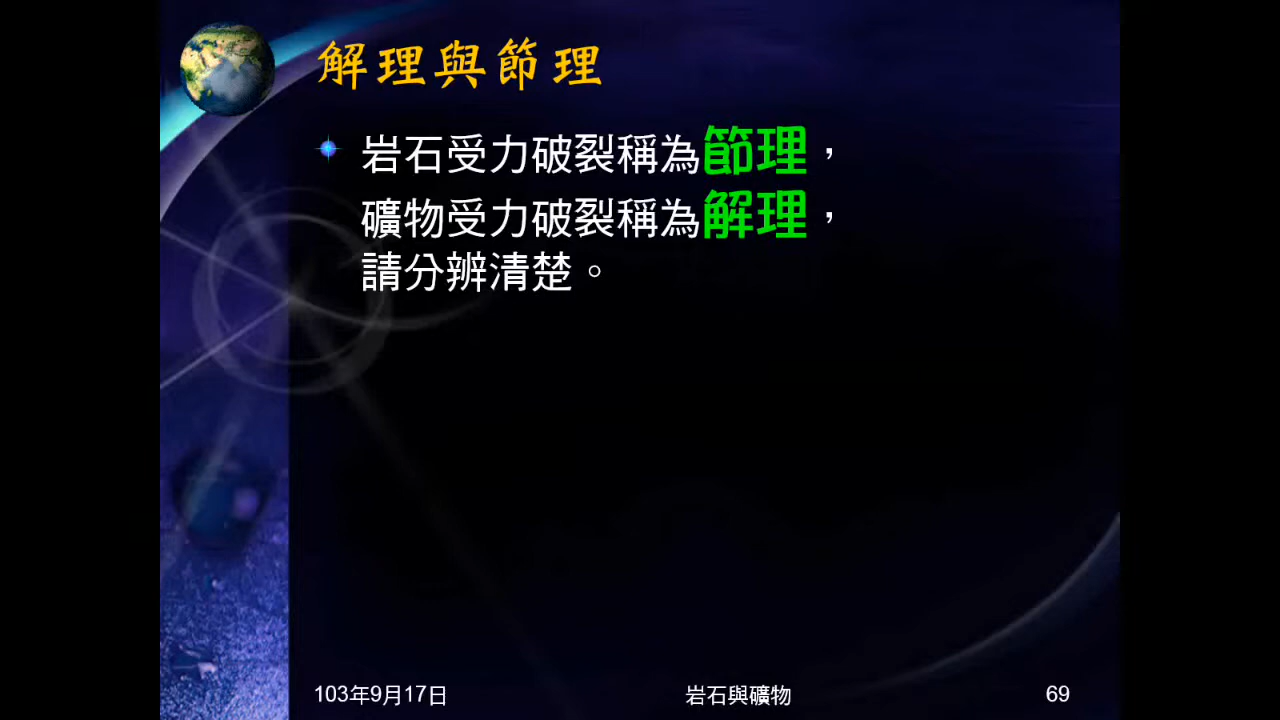 解理與節理
岩石受力破裂稱為節理，
礦物受力破裂稱為解理，
請分辨清楚。
103年9月17日
岩石與礦物
69